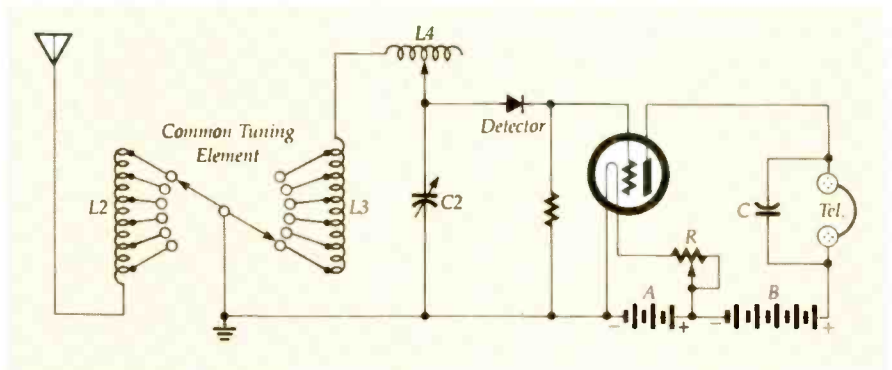 L4
Common Tuning
Element
Detector
L2
L3
C2
C
Tel.
R
A
B
− +
− +